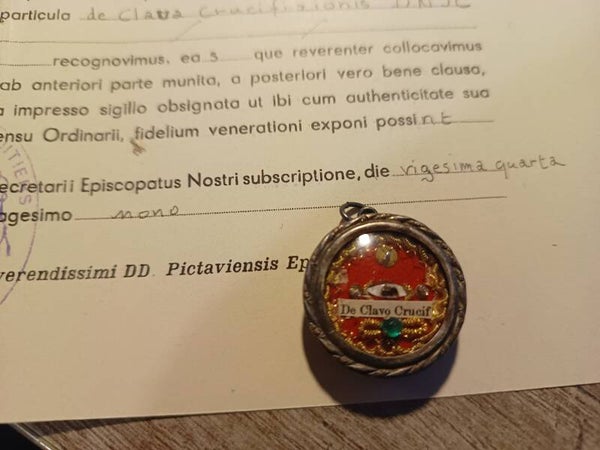 particula de Clava Crucifixionis D.N.J.C.
recognovimus, ea s que reverenter collocavimus
ab anteriori parte munita, a posteriori vero bene clausa,
impresso sigillo obsignata ut ibi cum authenticitate sua
ensu Ordinarii, fidelium venerationi exponi possint
ecretarii Episcopatus Nostri subscriptione, die vigesima quarta
agesimo nono
verendissimi DD. Pictaviensis Ep
De Clavo Crucif